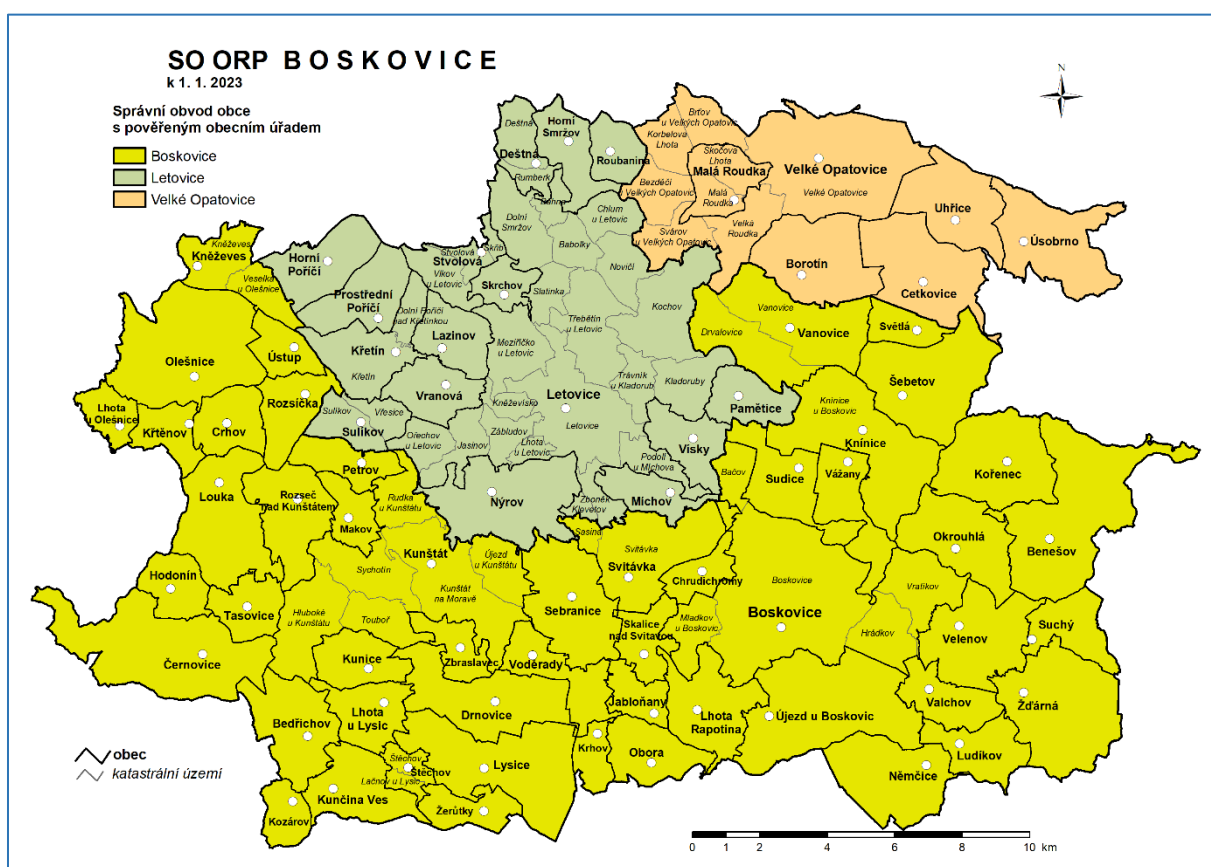 SO ORP B O S K O V I C E
k 1. 1. 2023
N
Správní obvod obce
s pověřeným obecním úřadem
Boskovice
Letovice
Velké Opatovice
Deštná
Horní
Smržov
Deštná
Roubanina
Rumberk
Brťov
u Velkých Opatovic
Korbelova
Lhota
Skočova
Lhota
Malá Roudka
Velké Opatovice
Velké Opatovice
Bezděčí
u Velkých Opatovic
Malá
Roudka
Svárov
u Velkých Opatovic
Velká
Roudka
Uhřice
Úsobrno
Borotín
Cetkovice
Dolní
Smržov
Chlum
u Letovic
Babolky
Novičí
Kochov
Kněževes
Kněževes
Veselka
u Olešnice
Horní
Poříčí
Stvolová
Skřib
Stvolová
Vlkov
u Letovic
Skrchov
Slatinka
Prostřední
Poříčí
Dolní Poříčí
nad Křetínkou
Lazinov
Třebětín
u Letovic
Meziříčko
u Letovic
Křetín
Křetín
Vranová
Olešnice
Ústup
Rozsíčka
Lhota
u Olešnice
Křtěnov
Crhov
Sulíkov
Vřesice
Sulíkov
Kněževísko
Letovice
Letovice
Trávník
u Kladorub
Kladoruby
Pamětice
Zábludov
Ořechov
u Letovic
Jasinov
Lhota
u Letovic
Podolí
u Míchova
Visky
Vanovice
Drvalovice
Vanovice
Světlá
Šebetov
Knínice
u Boskovic
Knínice
Bačov
Sudice
Vážany
Kořenec
Petrov
Louka
Rozseč
nad Kunštátem
Rudka
u Kunštátu
Makov
Nýrov
Zboněk
Klevetov
Míchov
Sasina
Svitávka
Svitávka
Chrudichromy
Boskovice
Boskovice
Okrouhlá
Benešov
Vratíkov
Kunštát
Újezd
u Kunštátu
Sychotín
Kunštát
na Moravě
Hodonín
Tasovice
Hluboké
u Kunštátu
Touboř
Sebranice
Skalice
nad Svitavou
Mladkov
u Boskovic
Hrádkov
Velenov
Suchý
Černovice
Kunice
Zbraslavec
Voděrady
Bedřichov
Lhota
u Lysic
Drnovice
Jabloňany
Lhota
Rapotina
Újezd u Boskovic
Valchov
Žďárná
Krhov
Obora
Ludíkov
Němčice
Štěchov
Štěchov
Lačnov u Lysic
Lysice
Kunčina Ves
Kozárov
Žerůtky
obec
katastrální území
0 1 2 4 6 8 10 km